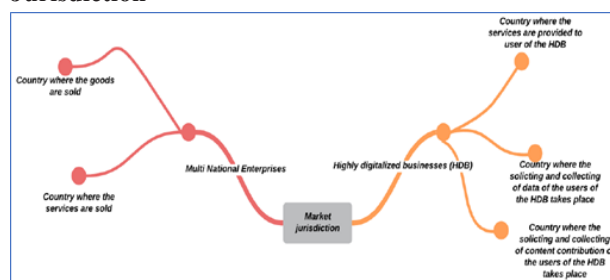 Country where the
services are provided to
user of the HDB
Country where the goods
are sold
Multi National Enterprises
Highly digitalized businesses (HDB)
Country where the
soliciting and collecting
of data of the users of
the HDB takes place
Country where the
services are sold
Market
jurisdiction
Country where the
soliciting and collecting
of content contribution
the users of the HDB
takes place